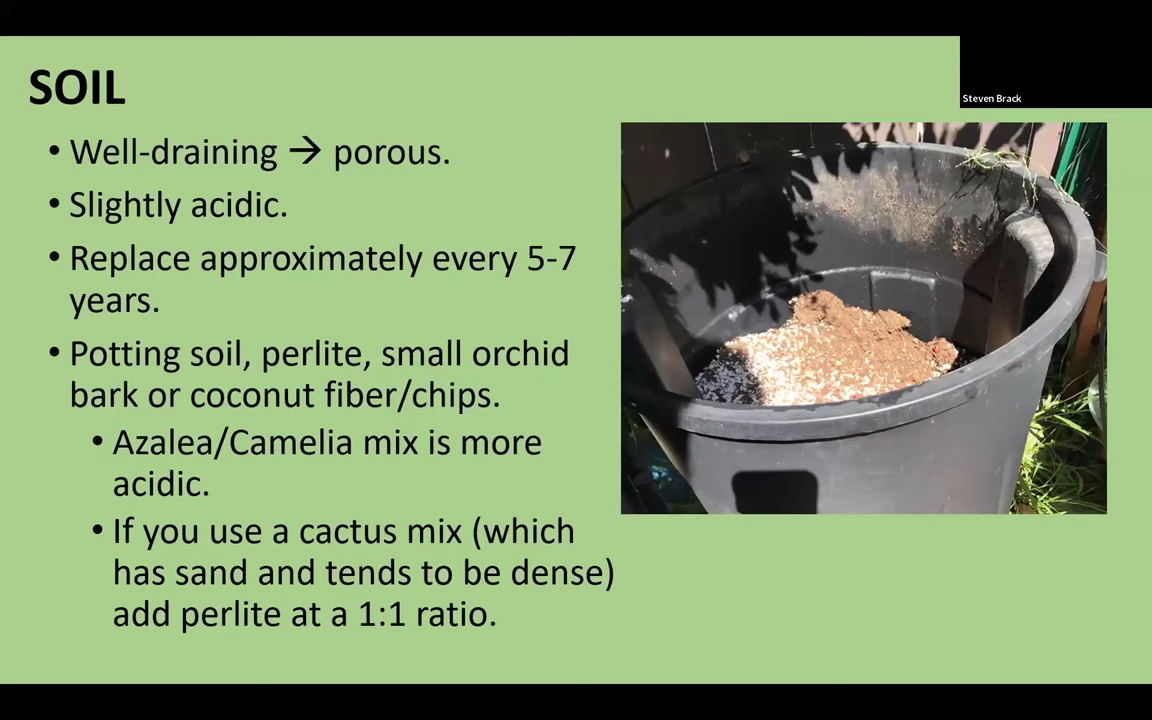 Steven Brack
SOIL
• Well-draining → porous.
• Slightly acidic.
• Replace approximately every 5-7
years.
• Potting soil, perlite, small orchid
bark or coconut fiber/chips.
• Azalea/Camelia mix is more
acidic.
• If you use a cactus mix (which
has sand and tends to be dense)
add perlite at a 1:1 ratio.